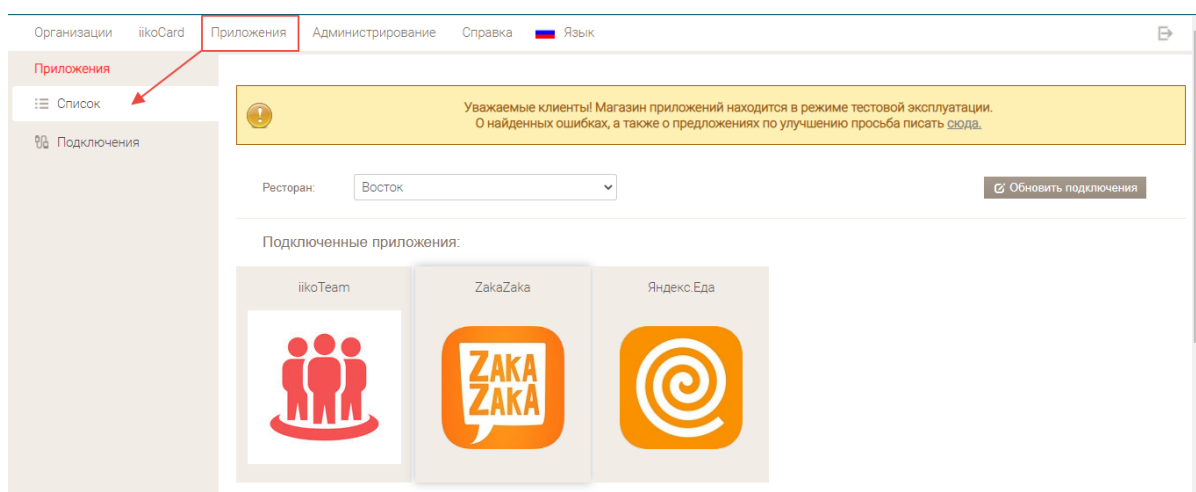 Организации iikoCard Приложения Администрирование Справка Язык
Приложения
Список
Подключения
Уважаемые клиенты! Магазин приложений находится в режиме тестовой эксплуатации.
О найденных ошибках, а также о предложениях по улучшению просьба писать сюда.
Ресторан: Восток Обновить подключения
Подключенные приложения:
iikoTeam ZakaZaka Яндекс.Еда
ZAKA
ZAKA